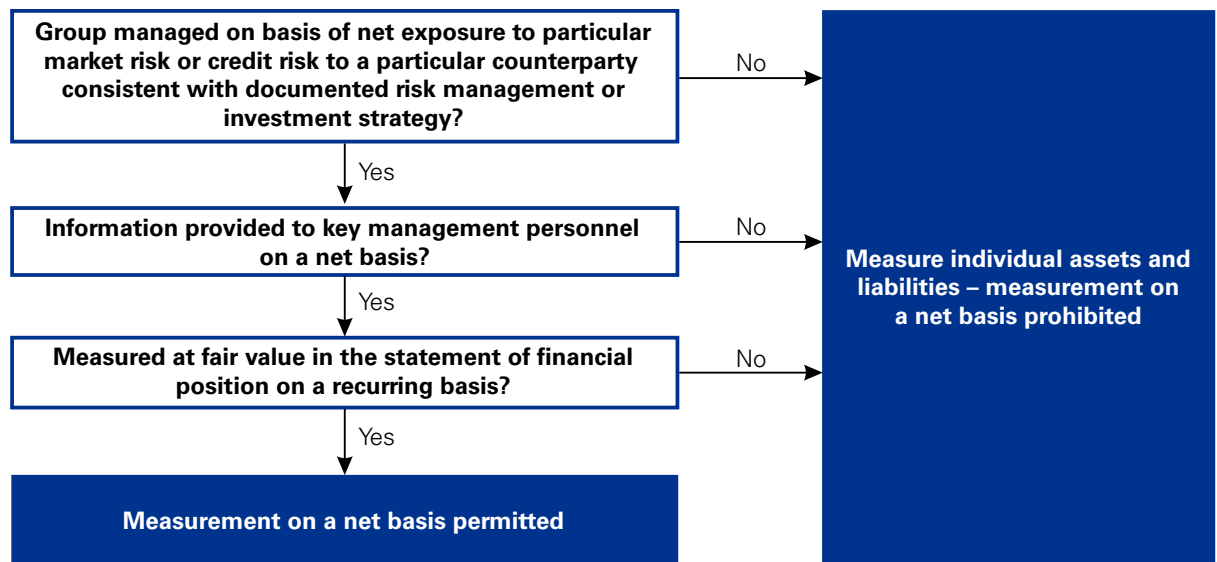 Group managed on basis of net exposure to particular
market risk or credit risk to a particular counterparty
consistent with documented risk management or
investment strategy?
No
Yes
Information provided to key management personnel
on a net basis?
No
Measure individual assets and
liabilities – measurement on
a net basis prohibited
Yes
Measured at fair value in the statement of financial
position on a recurring basis?
No
Yes
Measurement on a net basis permitted